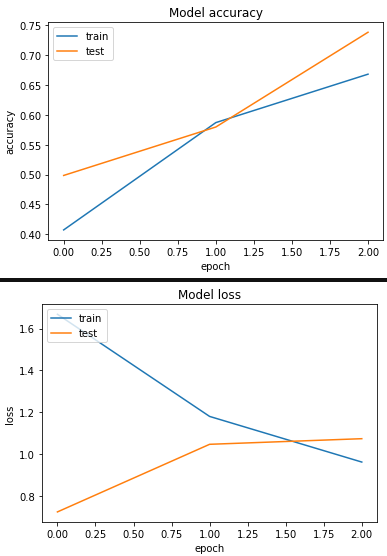 Model accuracy
0.75
0.70
0.65
0.60
0.55
0.50
0.45
0.40
accuracy
train
test
0.00 0.25 0.50 0.75 1.00 1.25 1.50 1.75 2.00
epoch
Model loss
1.6
1.4
1.2
1.0
0.8
loss
train
test
0.00 0.25 0.50 0.75 1.00 1.25 1.50 1.75 2.00
epoch